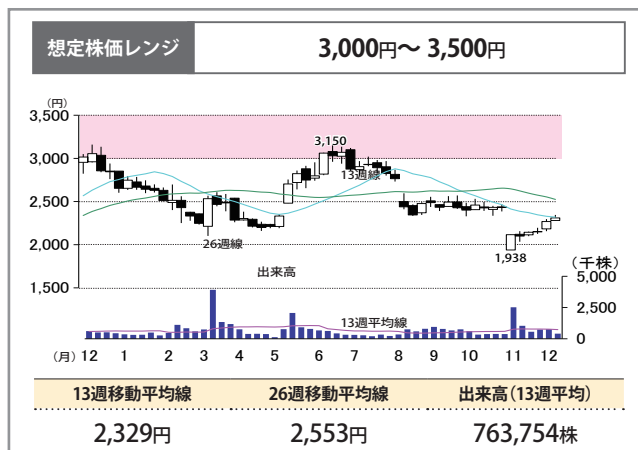 想定株価レンジ 3,000円～3,500円
(円)
3,500
3,150
3,000
13週線
2,500
26週線
2,000
1,938
出来高
(千株)
1,500
5,000
13週平均線
2,500
0
(月) 12 1 2 3 4 5 6 7 8 9 10 11 12
13週移動平均線 26週移動平均線 出来高(13週平均)
2,329円 2,553円 763,754株